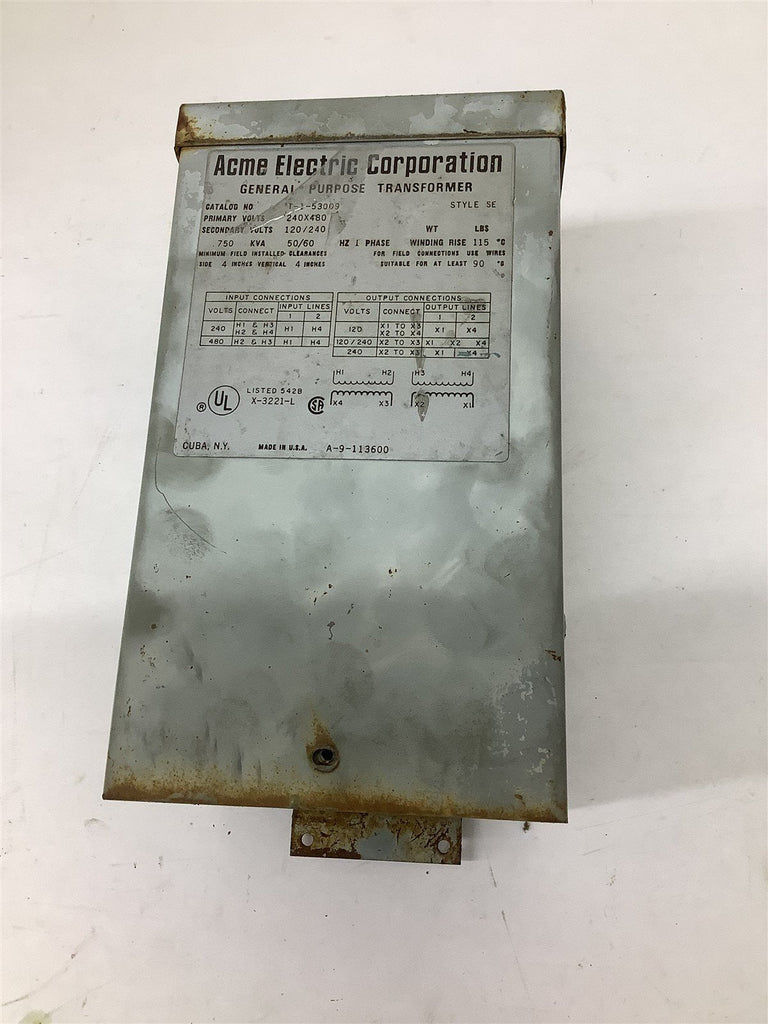 Acme Electric Corporation
GENERAL PURPOSE TRANSFORMER
CATALOG NO T-1-53009 STYLE SE
PRIMARY VOLTS 240X480
SECONDARY VOLTS 120/240 WT LBS
.750 KVA 50/60 HZ 1 PHASE WINDING RISE 115 °C
MINIMUM FIELD INSTALLED CLEARANCES FOR FIELD CONNECTIONS USE WIRES
SIDE 4 INCHES VERTICAL 4 INCHES SUITABLE FOR AT LEAST 90 °C
INPUT CONNECTIONS
VOLTS CONNECT INPUT LINES
1 2
240 H1 & H3 H1 H4
H2 & H4
480 H2 & H3 H1 H4
OUTPUT CONNECTIONS
VOLTS CONNECT OUTPUT LINES
1 2
120 X1 TO X3 X1 X4
X2 TO X4
120/240 X2 TO X3 X1 X2 X4
240 X2 TO X3 X1 X4
H1 H2 H3 H4
X4 X3 X2 X1
® UL LISTED 542B
X-3221-L SA
CUBA, N.Y. MADE IN U.S.A. A-9-113600